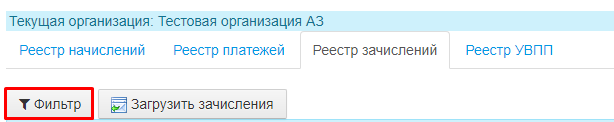 Текущая организация: Тестовая организация АЗ
Реестр начислений Реестр платежей Реестр зачислений Реестр УВПП
Фильтр Загрузить зачисления